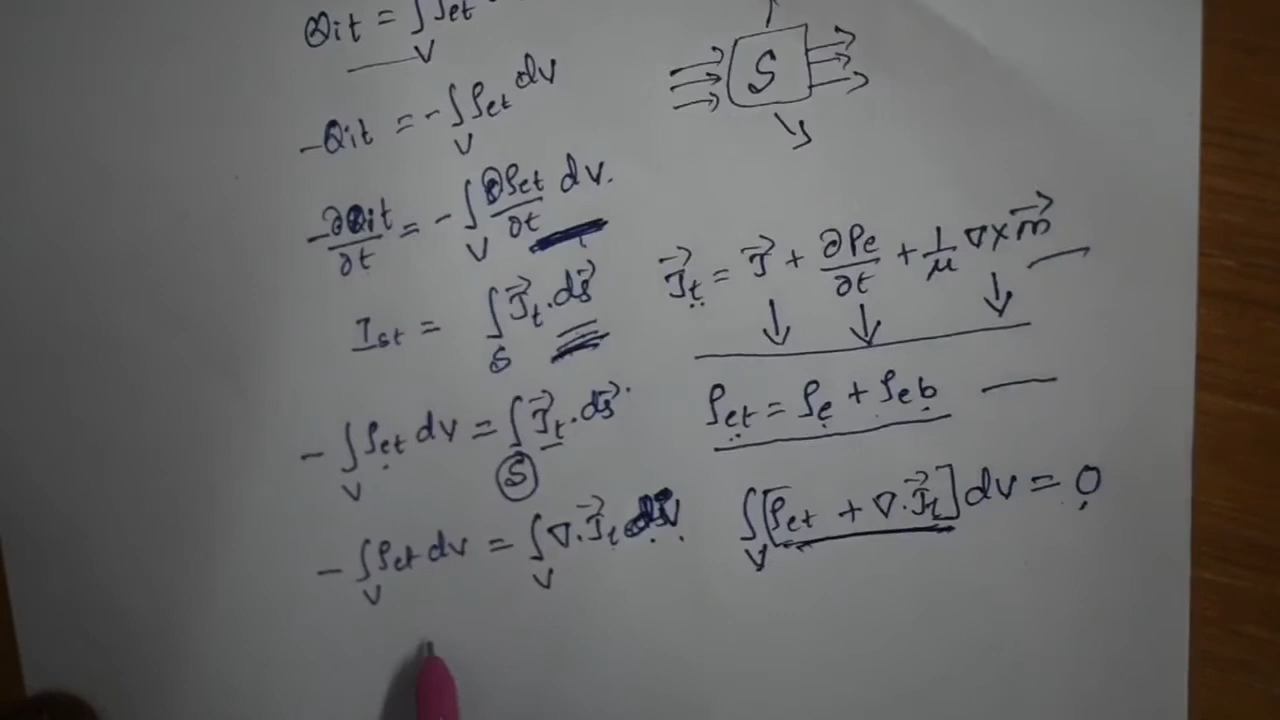 Qit = ∫ᵥ ρet
-Qit = -∫ᵥ ρet dv
-∂Qit/∂t = -∫ᵥ ∂ρet/∂t dv.
Ist = ∫ₛ J⃗t . ds⃗
-∫ᵥ ρet dv = ∫ₛ J⃗t . ds⃗
-∫ᵥ ρet dv = ∫ᵥ ∇.J⃗t dv
S
J⃗t = J⃗ + ∂Pe/∂t + 1/μ ∇×m⃗
ρet = ρe + ρeb
∫ᵥ [ρet + ∇.J⃗t] dv = 0